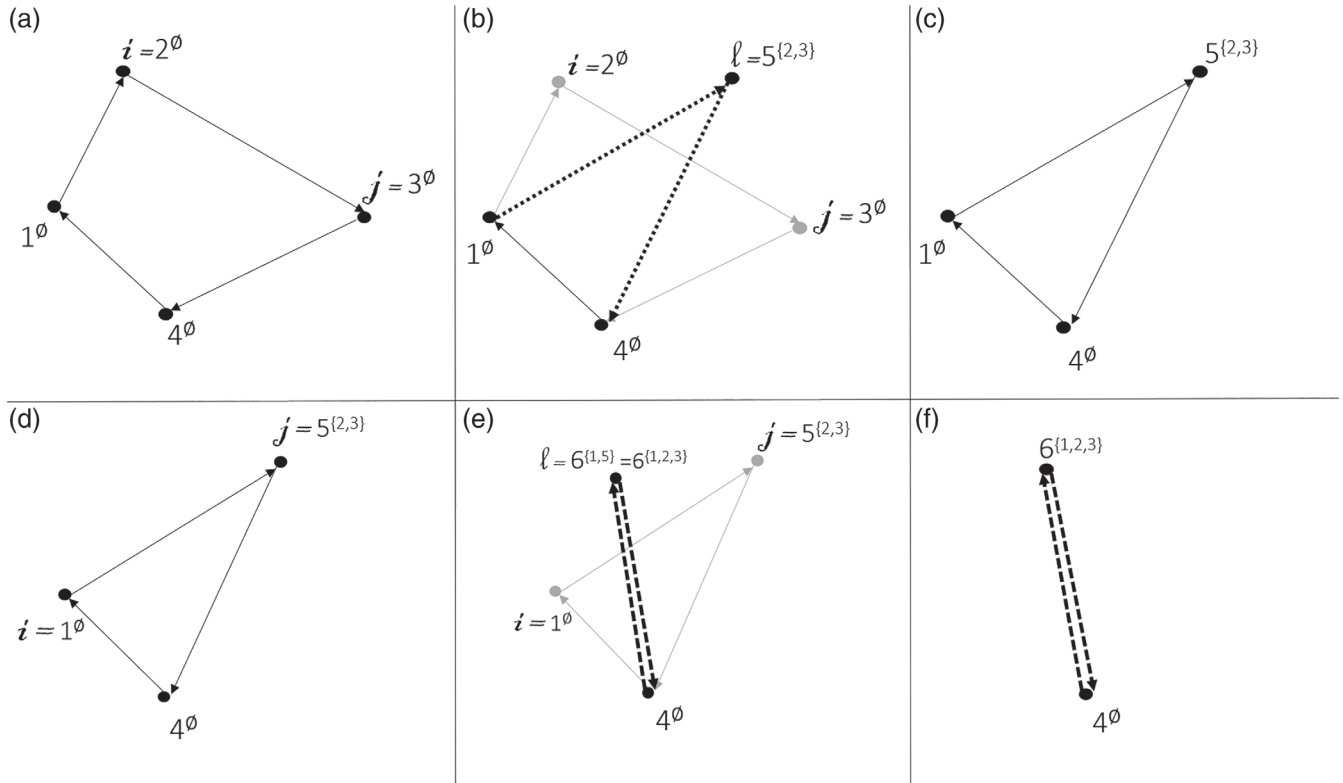 (a)
𝒊 = 2^∅
𝒋 = 3^∅
1^∅
4^∅
(b)
𝒊 = 2^∅
ℓ = 5^{2,3}
𝒋 = 3^∅
1^∅
4^∅
(c)
5^{2,3}
1^∅
4^∅
(d)
𝒋 = 5^{2,3}
𝒊 = 1^∅
4^∅
(e)
𝒋 = 5^{2,3}
ℓ = 6^{1,5} = 6^{1,2,3}
𝒊 = 1^∅
4^∅
(f)
6^{1,2,3}
4^∅